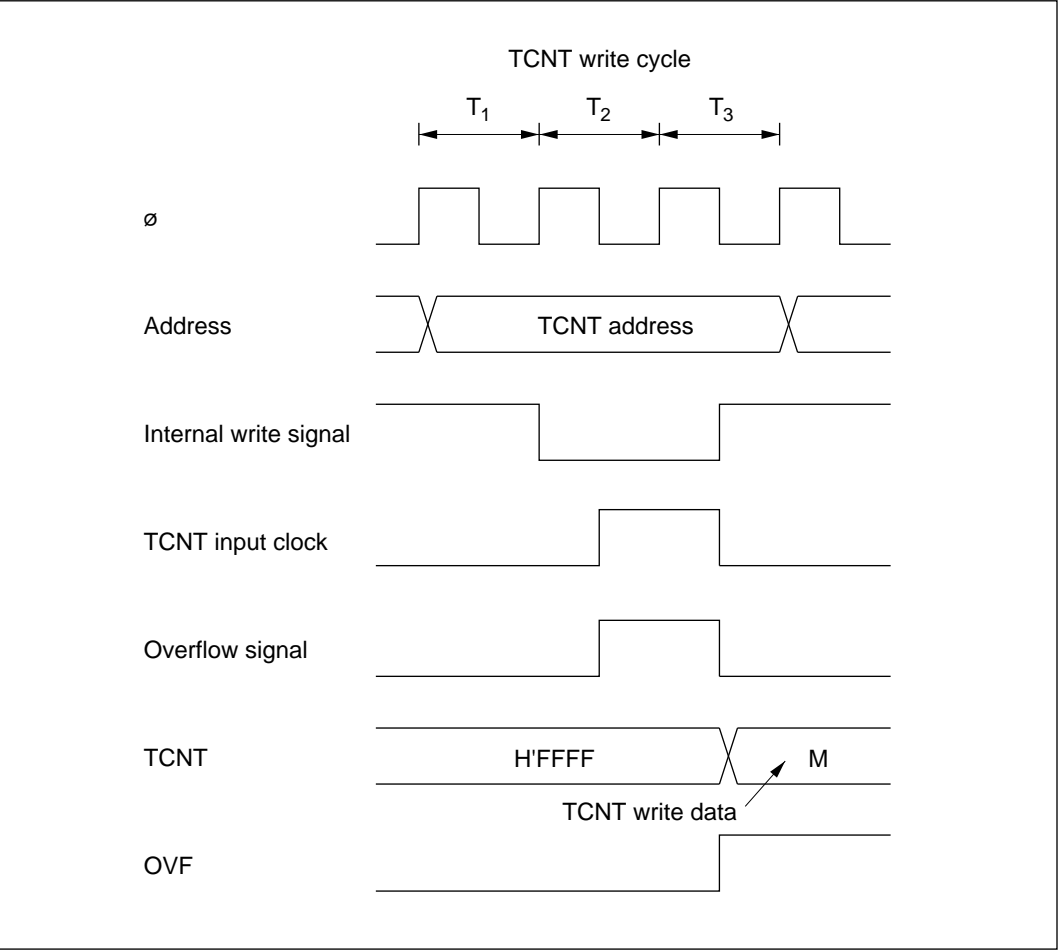 TCNT write cycle
T1 T2 T3
ø
Address TCNT address
Internal write signal
TCNT input clock
Overflow signal
TCNT H'FFFF M
TCNT write data
OVF